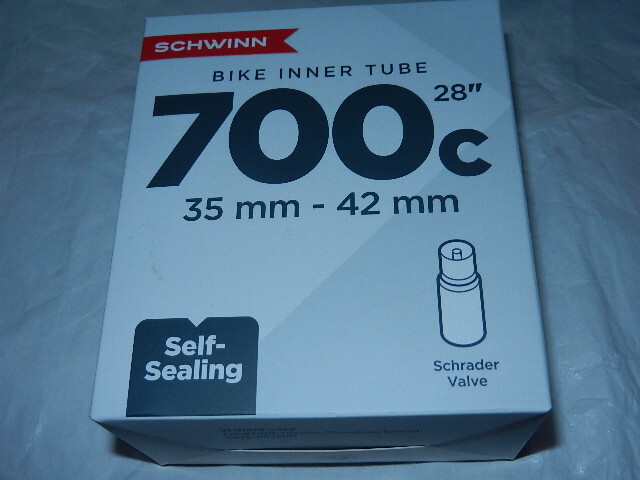 SCHWINN
BIKE INNER TUBE
700c
28"
35 mm - 42 mm
Self-
Sealing
Schrader
Valve